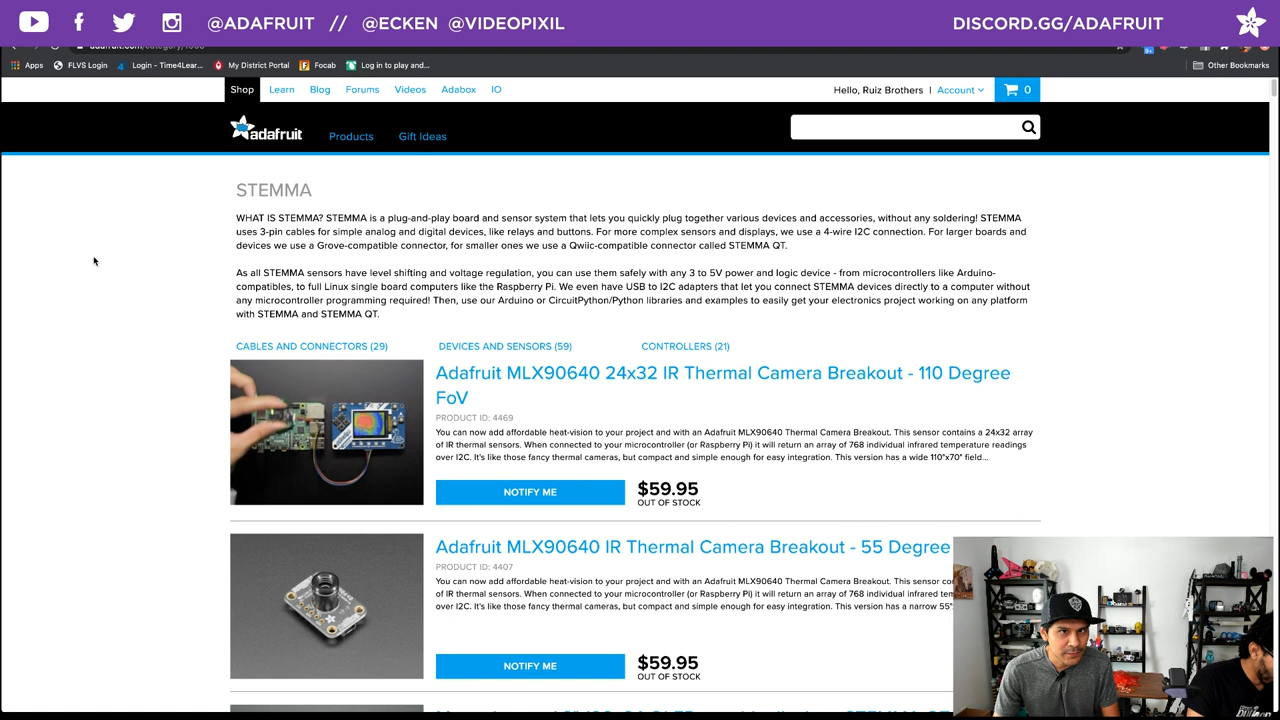 @ADAFRUIT // @ECKEN @VIDEOPIXIL
DISCORD.GG/ADAFRUIT
Apps
FLVS Login
Login - Time4Lear...
My District Portal
Focab
Log in to play and...
Other Bookmarks
Shop
Learn
Blog
Forums
Videos
Adabox
IO
Hello, Ruiz Brothers | Account
0
adafruit
Products
Gift Ideas
STEMMA
WHAT IS STEMMA? STEMMA is a plug-and-play board and sensor system that lets you quickly plug together various devices and accessories, without any soldering! STEMMA
uses 3-pin cables for simple analog and digital devices, like relays and buttons. For more complex sensors and displays, we use a 4-wire I2C connection. For larger boards and
devices we use a Grove-compatible connector, for smaller ones we use a Qwiic-compatible connector called STEMMA QT.
As all STEMMA sensors have level shifting and voltage regulation, you can use them safely with any 3 to 5V power and logic device - from microcontrollers like Arduino-
compatibles, to full Linux single board computers like the Raspberry Pi. We even have USB to I2C adapters that let you connect STEMMA devices directly to a computer without
any microcontroller programming required! Then, use our Arduino or CircuitPython/Python libraries and examples to easily get your electronics project working on any platform
with STEMMA and STEMMA QT.
CABLES AND CONNECTORS (29)
DEVICES AND SENSORS (59)
CONTROLLERS (21)
Adafruit MLX90640 24x32 IR Thermal Camera Breakout - 110 Degree
FoV
PRODUCT ID: 4469
You can now add affordable heat-vision to your project and with an Adafruit MLX90640 Thermal Camera Breakout. This sensor contains a 24x32 array
of IR thermal sensors. When connected to your microcontroller (or Raspberry Pi) it will return an array of 768 individual infrared temperature readings
over I2C. It's like those fancy thermal cameras, but compact and simple enough for easy integration. This version has a wide 110°x70° field...
NOTIFY ME
$59.95
OUT OF STOCK
Adafruit MLX90640 IR Thermal Camera Breakout - 55 Degree
PRODUCT ID: 4407
You can now add affordable heat-vision to your project and with an Adafruit MLX90640 Thermal Camera Breakout. This sensor
of IR thermal sensors. When connected to your microcontroller (or Raspberry Pi) it will return an array of 768 individual infrared
over I2C. It's like those fancy thermal cameras, but compact and simple enough for easy integration. This version has a narrow 55°
NOTIFY ME
$59.95
OUT OF STOCK